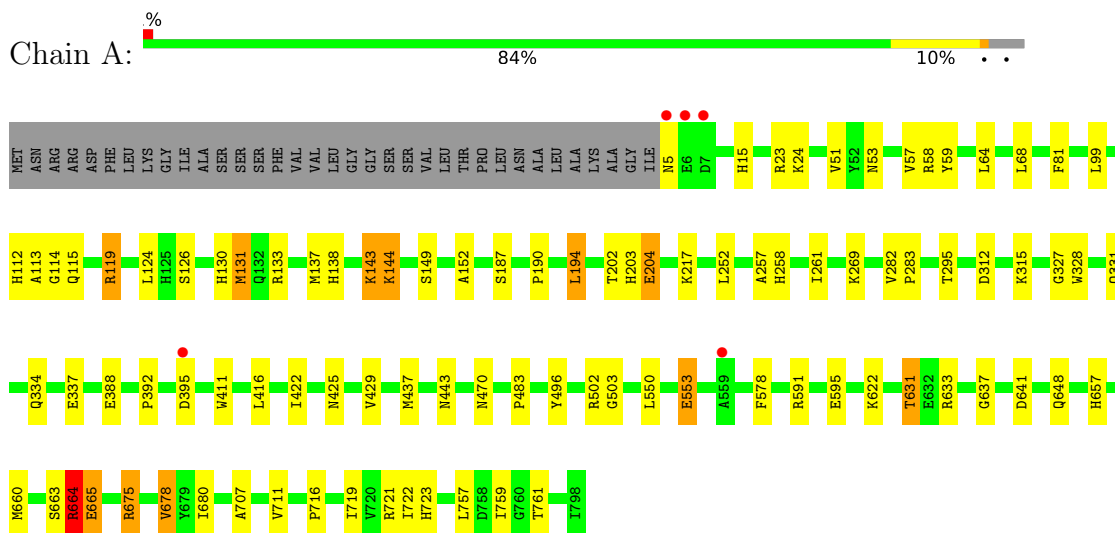 .%
Chain A:
84% 10% • •
MET ASN ARG ARG ASP PHE LEU LYS GLY ILE ALA SER SER SER PHE VAL VAL LEU GLY GLY SER SER VAL LEU THR PRO LEU ASN ALA LEU ALA LYS ALA GLY ILE N5 E6 D7 H15 R23 K24 V51 Y52 N53 V57 R58 Y59 L64 L68 F81 L99
H112 A113 G114 Q115 R119 L124 H125 S126 H130 M131 Q132 R133 M137 H138 K143 K144 S149 A152 S187 P190 L194 T202 H203 E204 K217 L252 A257 H258 I261 K269 V282 P283 T295 D312 K315 G327 W328
Q334 E337 E388 P392 D395 W411 L416 I422 N425 V429 M437 N443 N470 P483 Y496 R502 G503 L550 E553 A559 F578 R591 E595 K622 T631 E632 R633 G637 D641 Q648 H657
M660 S663 R664 E665 R675 V678 Y679 I680 A707 V711 P716 I719 V720 R721 I722 H723 L757 D758 I759 G760 T761 I798